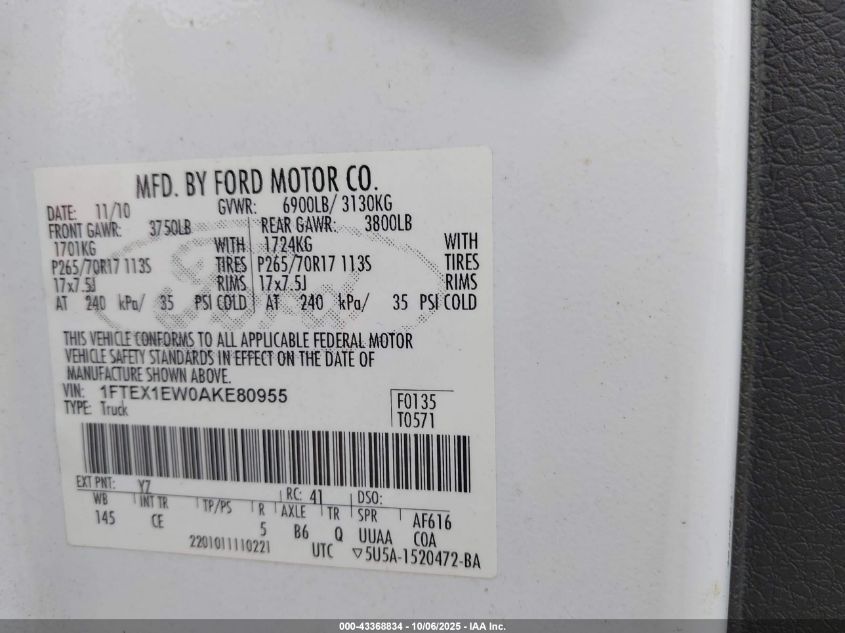 MFD. BY FORD MOTOR CO.
DATE: 11/10 GVWR: 6900LB/ 3130KG
FRONT GAWR: 3750LB REAR GAWR: 3800LB
1701KG WITH 1724KG WITH
P265/70R17 113S TIRES P265/70R17 113S TIRES
17x7.5J RIMS 17x7.5J RIMS
AT 240 kPa/ 35 PSI COLD AT 240 kPa/ 35 PSI COLD
THIS VEHICLE CONFORMS TO ALL APPLICABLE FEDERAL MOTOR
VEHICLE SAFETY STANDARDS IN EFFECT ON THE DATE OF
MANUFACTURE SHOWN ABOVE.
VIN: 1FTEX1EW0AKE80955
TYPE: Truck
F0135
T0571
EXT PNT: YZ RC: 41 DSO:
WB INT TR TP/PS R AXLE TR SPR AF616
145 CE 5 B6 Q UUAA COA
2201011110221 UTC ▽5U5A-1520472-BA
000-43368834 - 10/06/2025 - IAA Inc.